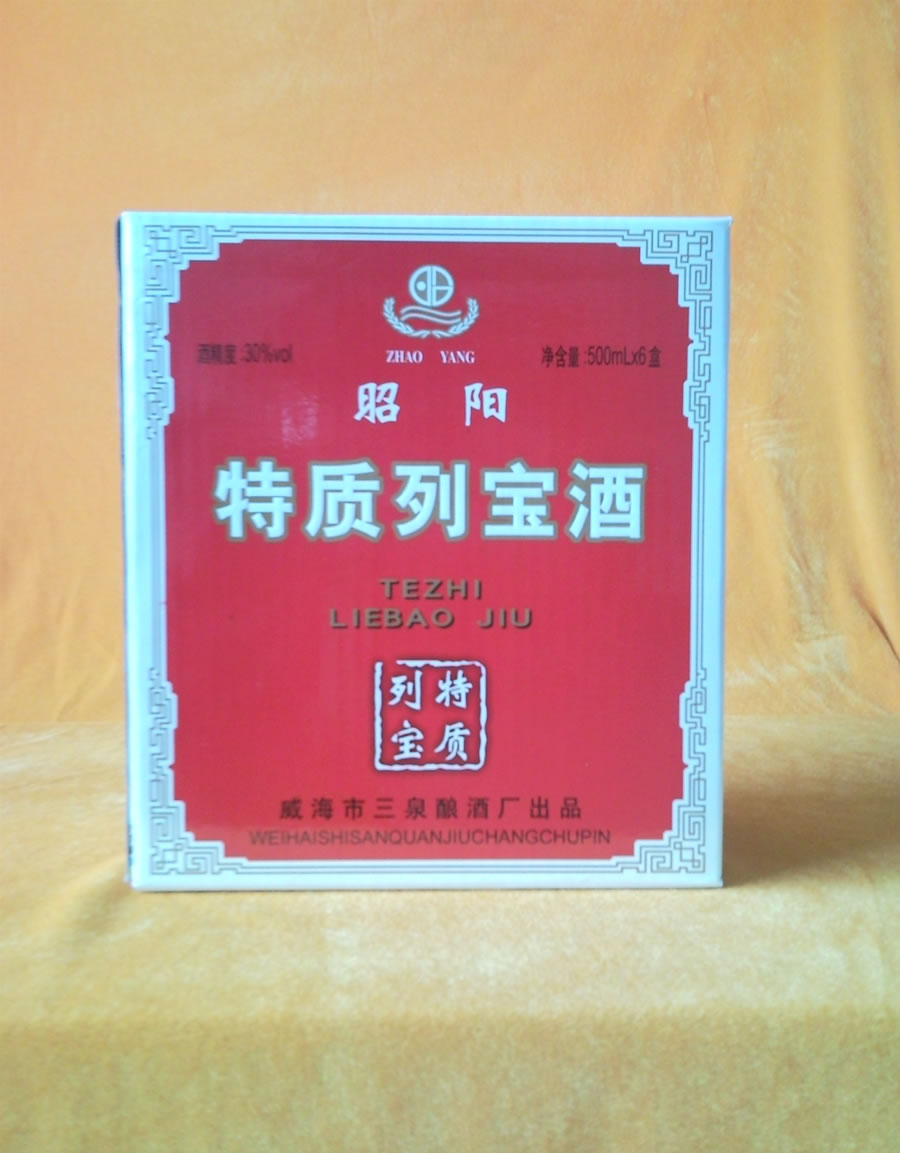 酒精度:30%vol
ZHAO YANG
净含量:500mLx6盒
昭 阳
特质列宝酒
TEZHI
LIEBAO JIU
特质
列宝
威海市三泉酿酒厂出品
WEIHAISHISANQUANJIUCHANGCHUPIN